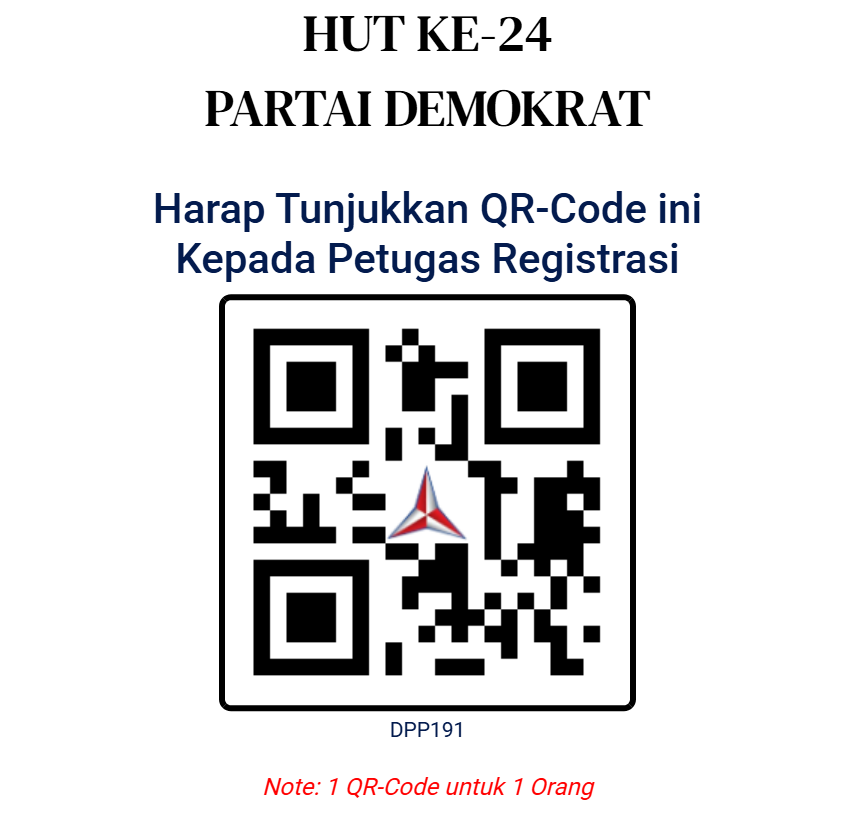 HUT KE-24
PARTAI DEMOKRAT
Harap Tunjukkan QR-Code ini
Kepada Petugas Registrasi
DPP191
Note: 1 QR-Code untuk 1 Orang